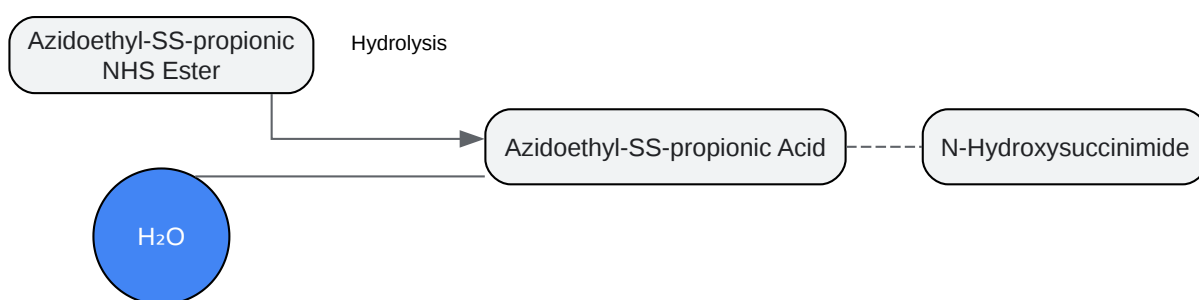 Azidoethyl-SS-propionic
NHS Ester
Hydrolysis
Azidoethyl-SS-propionic Acid
N-Hydroxysuccinimide
H₂O